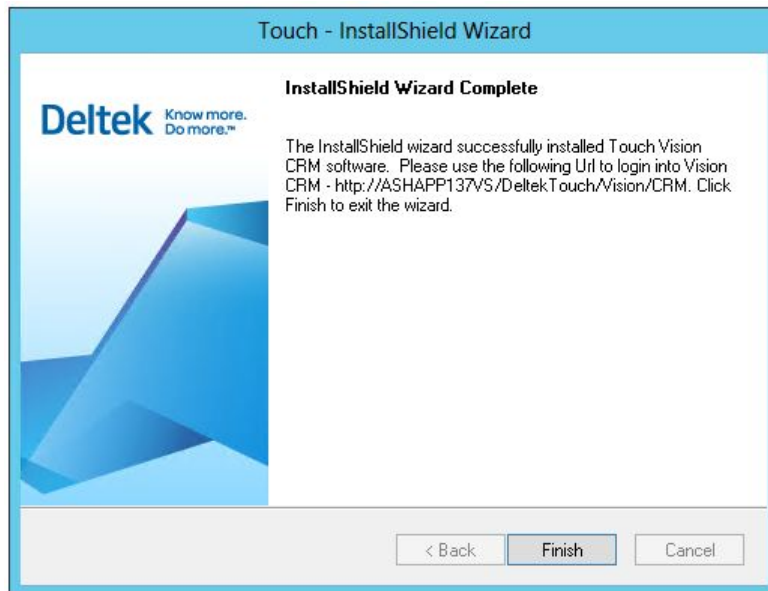 Touch - InstallShield Wizard
Deltek Know more.
Do more.™
InstallShield Wizard Complete
The InstallShield wizard successfully installed Touch Vision
CRM software.  Please use the following Url to login into Vision
CRM - http://ASHAPP137VS/DeltekTouch/Vision/CRM. Click
Finish to exit the wizard.
< Back Finish Cancel